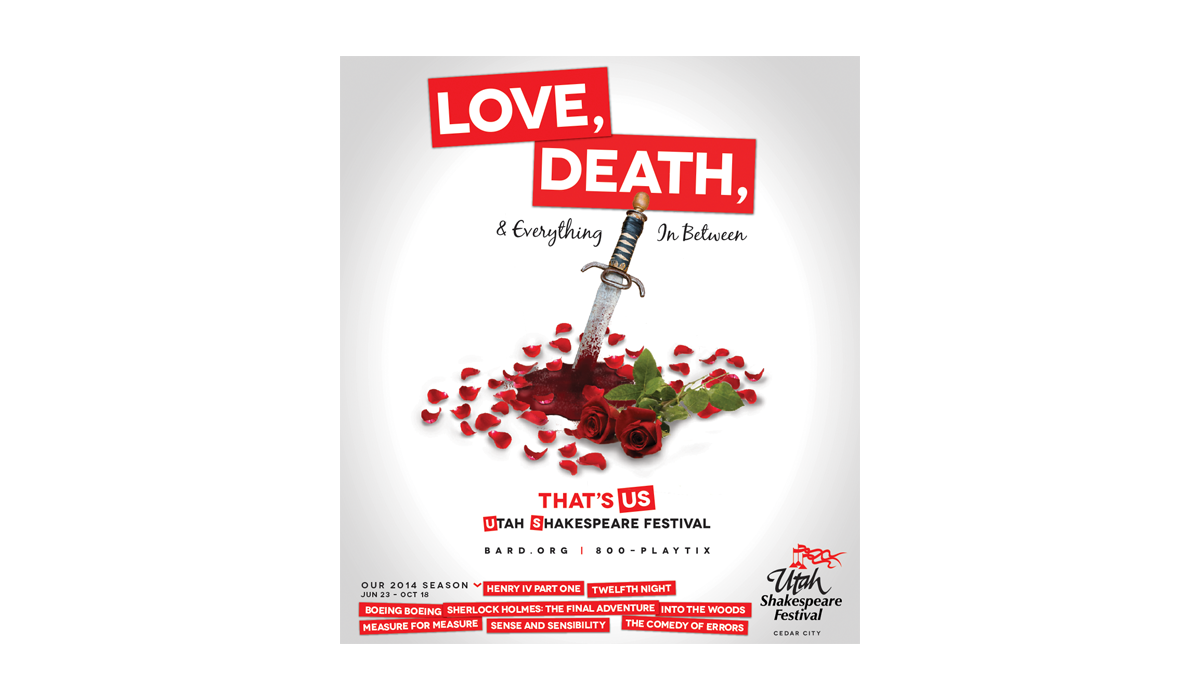 LOVE,
DEATH,
& Everything In Between
THAT'S US
UTAH SHAKESPEARE FESTIVAL
BARD.ORG | 800-PLAYTIX
OUR 2014 SEASON
JUN 23 - OCT 18
HENRY IV PART ONE TWELFTH NIGHT
BOEING BOEING SHERLOCK HOLMES: THE FINAL ADVENTURE INTO THE WOODS
MEASURE FOR MEASURE SENSE AND SENSIBILITY THE COMEDY OF ERRORS
Utah
Shakespeare
Festival
CEDAR CITY